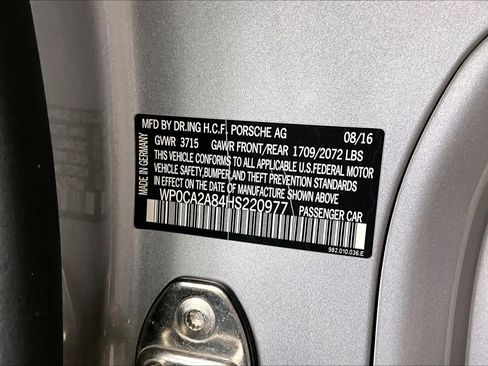 MFD BY DR.ING H.C.F. PORSCHE AG 08/16
GVWR 3715 GAWR FRONT/REAR 1709/2072 LBS
THIS VEHICLE CONFORMS TO ALL APPLICABLE U.S.FEDERAL MOTOR
VEHICLE SAFETY,BUMPER,AND THEFT PREVENTION STANDARDS
IN EFFECT ON THE DATE OF MANUFACTURE SHOWN ABOVE
WP0CA2A84HS220977 PASSENGER CAR
MADE IN GERMANY
982.010.036.E